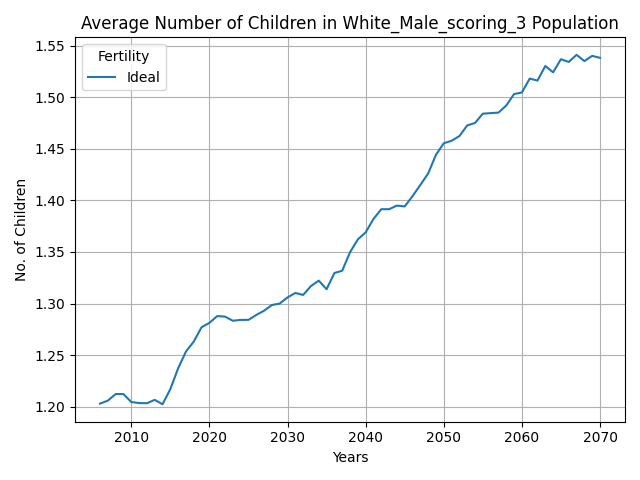 Average Number of Children in White_Male_scoring_3 Population
Fertility
Ideal
No. of Children
1.55
1.50
1.45
1.40
1.35
1.30
1.25
1.20
2010 2020 2030 2040 2050 2060 2070
Years